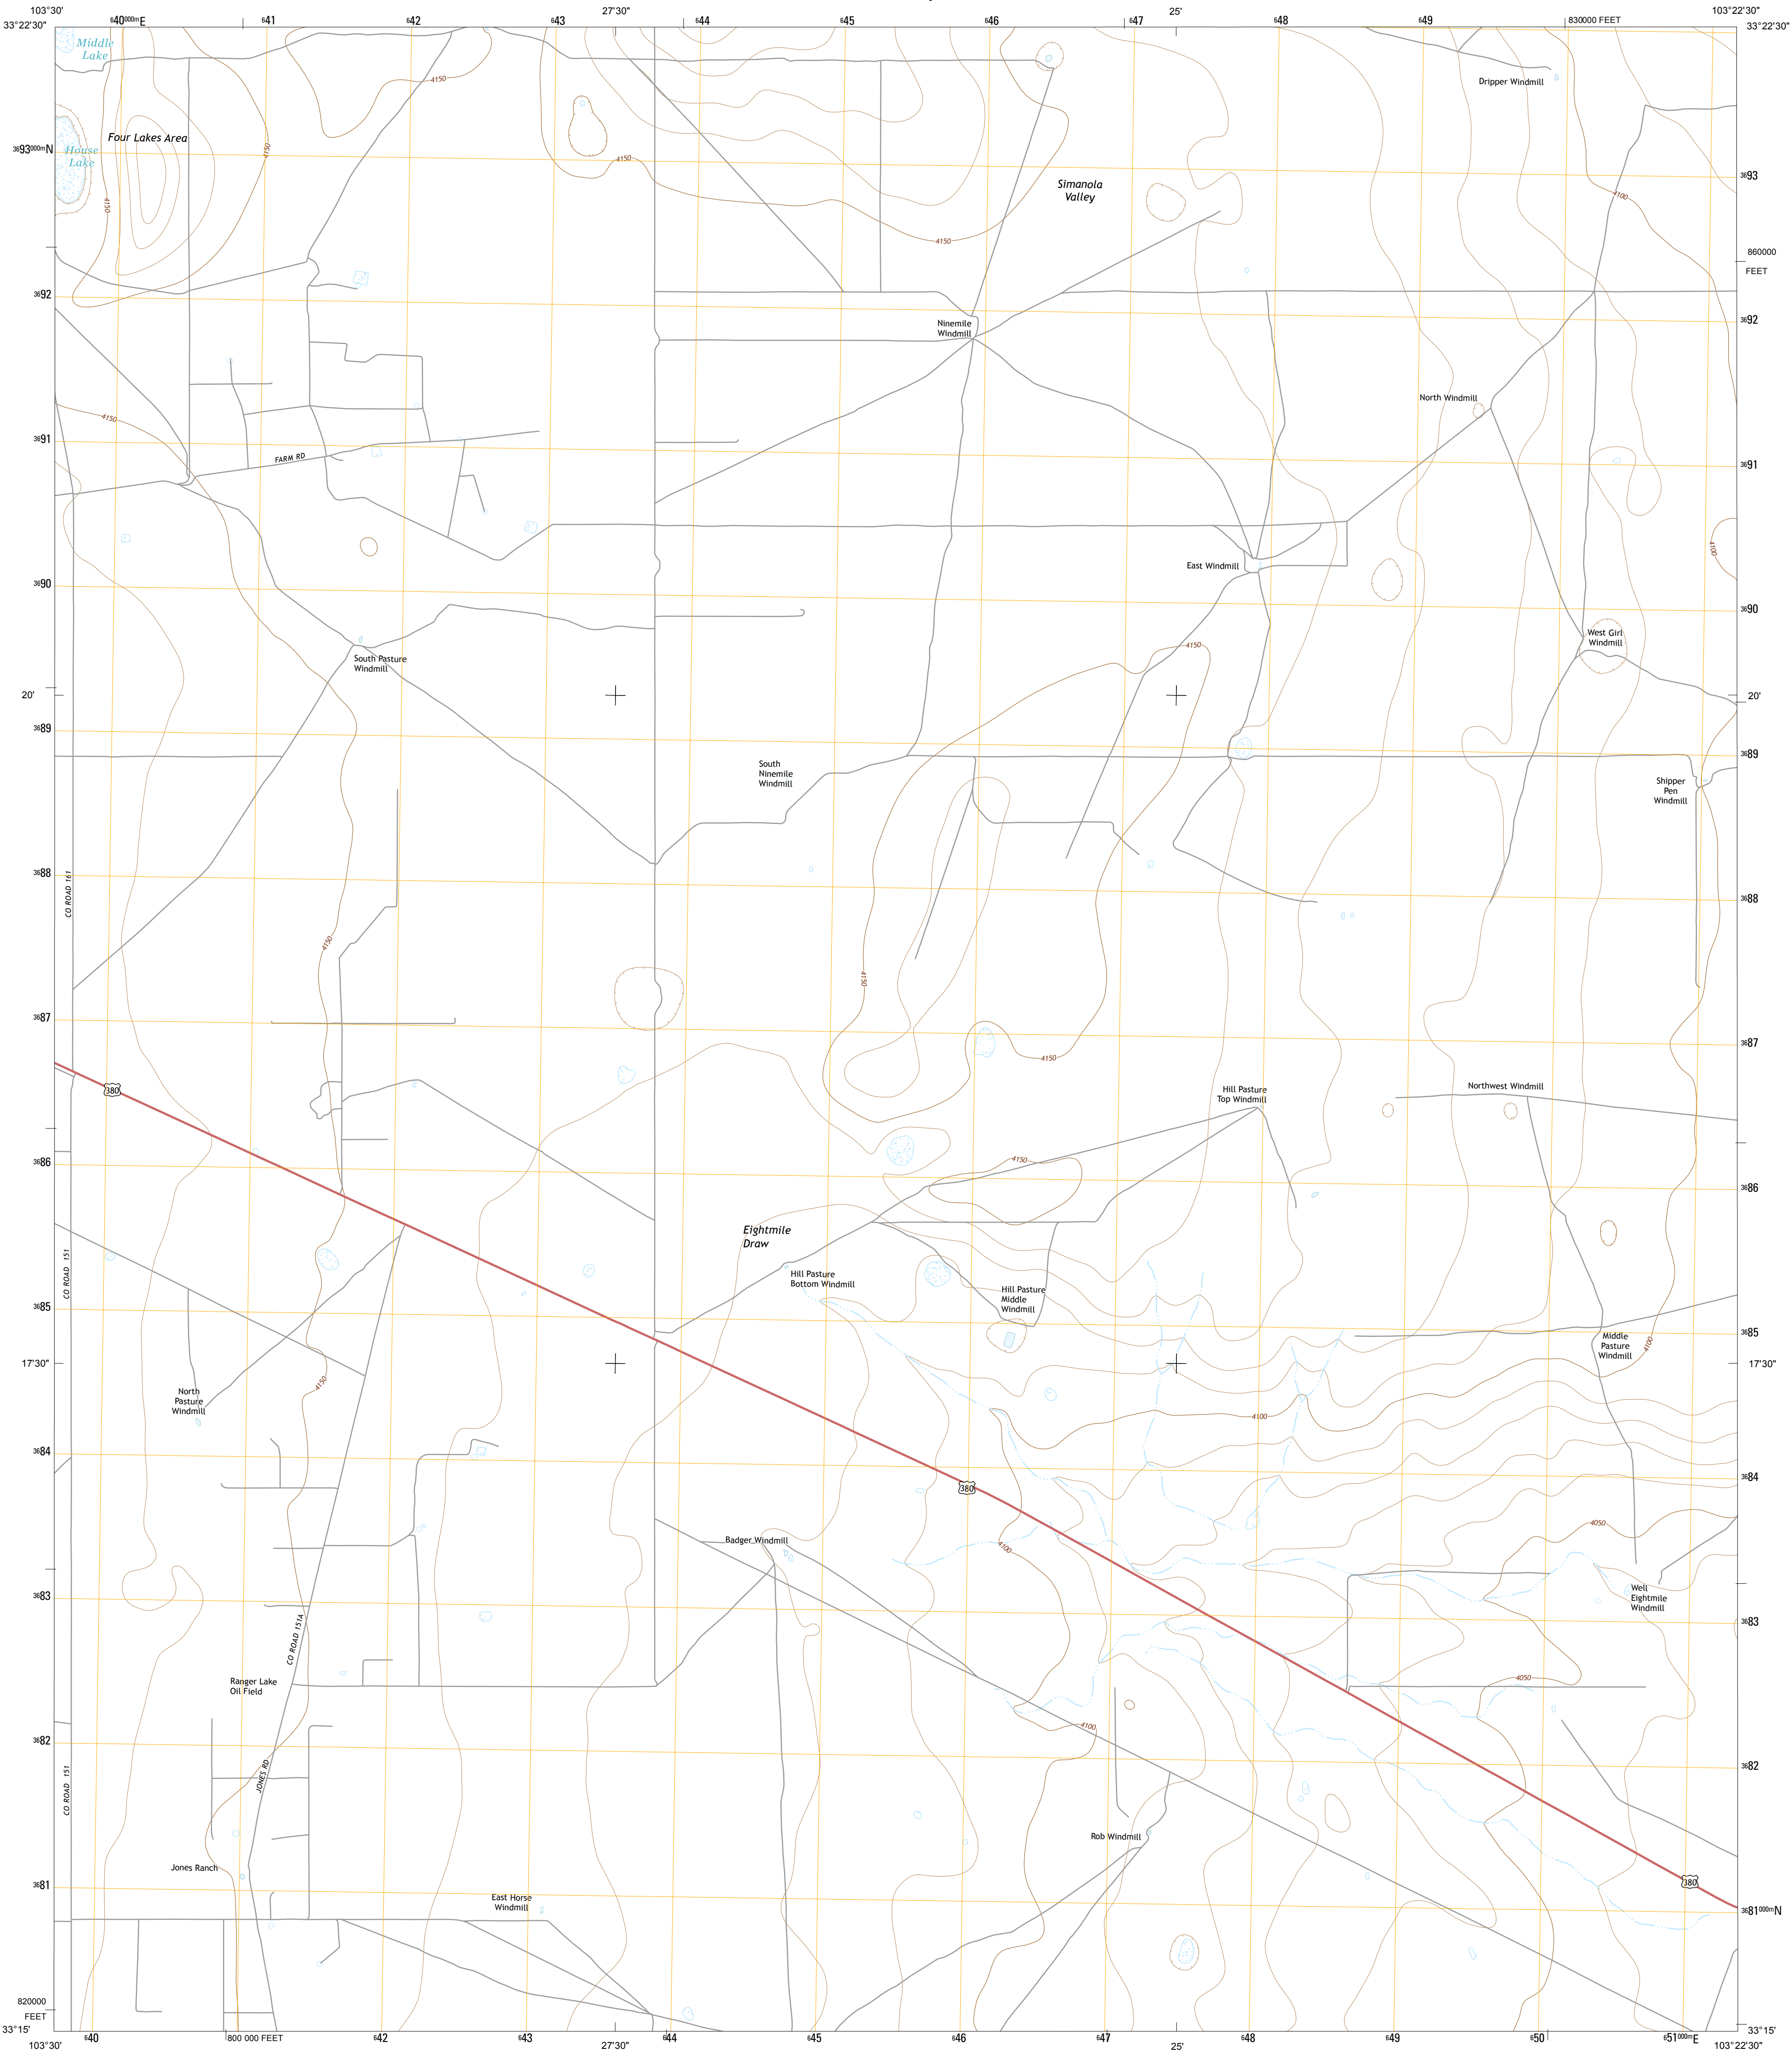 103°30'
⁶40⁰⁰⁰ᵐE
⁶41
⁶42
⁶43
27'30"
⁶44
⁶45
⁶46
⁶47
25'
⁶48
⁶49
830000 FEET
103°22'30"
33°22'30"
33°22'30"
Middle
Lake
4150
Dripper Windmill
Four Lakes Area
³⁶93⁰⁰⁰ᵐN
House
Lake
4150
4150
³⁶93
Simanola
Valley
4100
4150
4150
860000
FEET
³⁶92
³⁶92
Ninemile
Windmill
North Windmill
4150
³⁶91
FARM RD
³⁶91
4100
East Windmill
³⁶90
³⁶90
West Girl
Windmill
4150
South Pasture
Windmill
20'
20'
³⁶89
³⁶89
South
Ninemile
Windmill
Shipper
Pen
Windmill
³⁶88
CO ROAD 161
³⁶88
4150
4150
³⁶87
³⁶87
4150
380
Hill Pasture
Top Windmill
Northwest Windmill
³⁶86
4150
³⁶86
Eightmile
Draw
CO ROAD 151
Hill Pasture
Bottom Windmill
Hill Pasture
Middle
Windmill
³⁶85
³⁶85
Middle
Pasture
Windmill
4100
17'30"
17'30"
4150
North
Pasture
Windmill
4100
³⁶84
³⁶84
380
4050
Badger Windmill
4100
³⁶83
Well
Eightmile
Windmill
³⁶83
CO ROAD 151A
Ranger Lake
Oil Field
4050
4100
³⁶82
³⁶82
JONES RD
CO ROAD 151
Rob Windmill
Jones Ranch
³⁶81
380
East Horse
Windmill
³⁶81⁰⁰⁰ᵐN
820000
FEET
33°15'
33°15'
⁶40
800 000 FEET
⁶42
⁶43
⁶44
⁶45
⁶46
⁶47
⁶48
⁶49
⁶50
⁶51⁰⁰⁰ᵐE
103°30'
27'30"
25'
103°22'30"